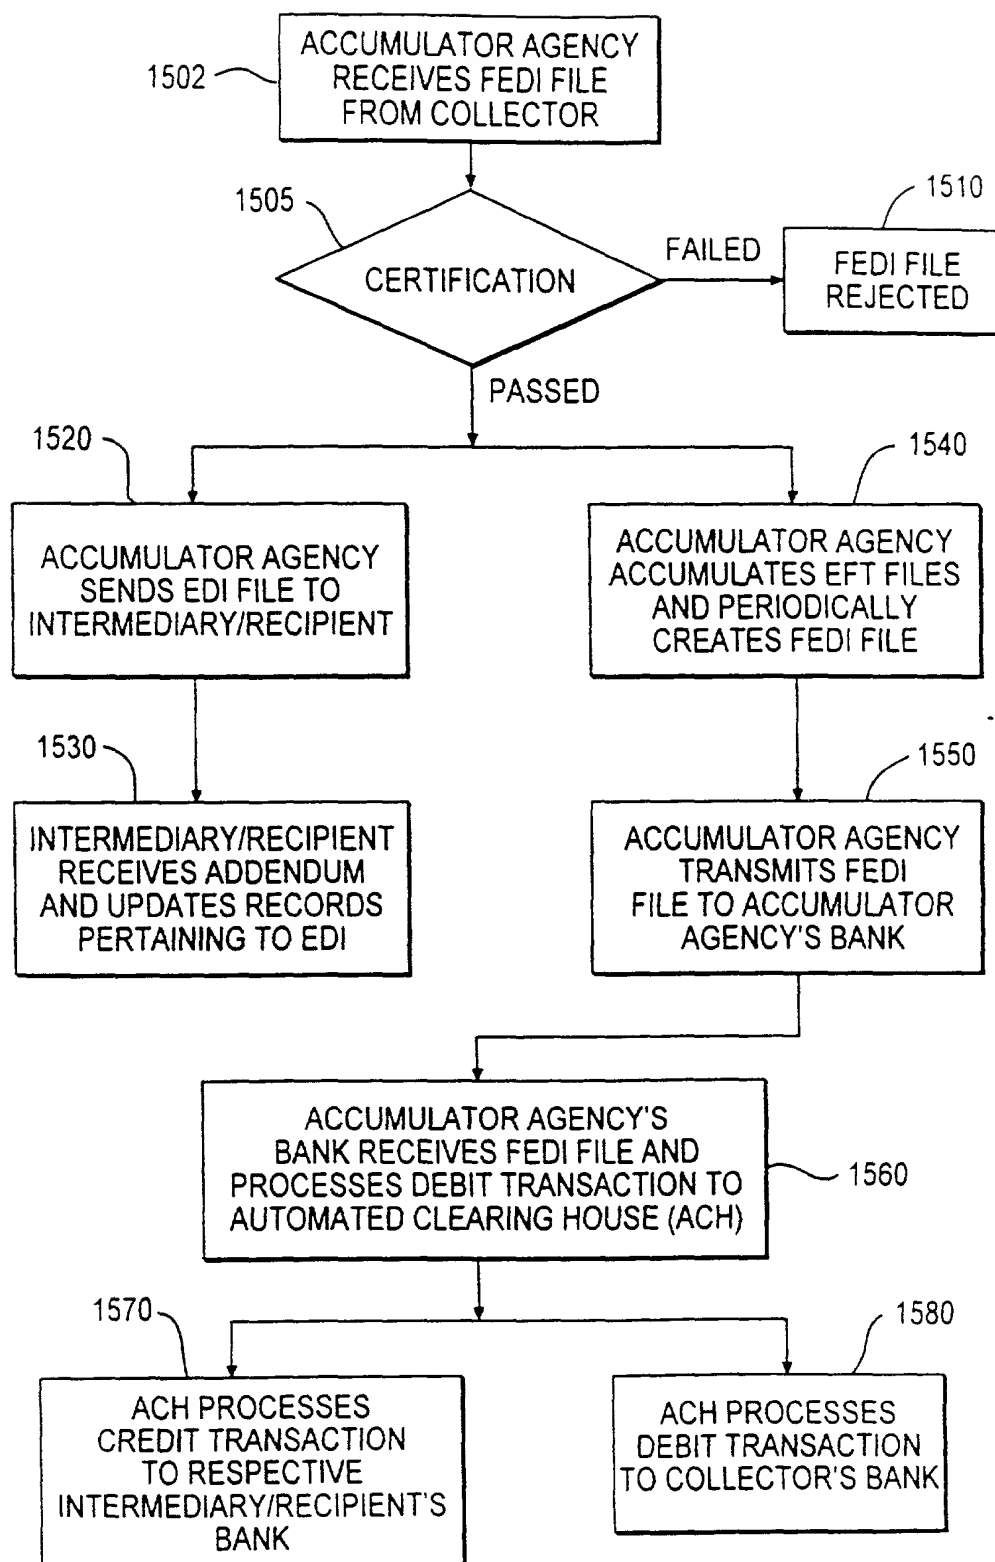 ACCUMULATOR AGENCY
RECEIVES FEDI FILE
FROM COLLECTOR
1502
1505
CERTIFICATION
FAILED
1510
FEDI FILE
REJECTED
PASSED
1520
ACCUMULATOR AGENCY
SENDS EDI FILE TO
INTERMEDIARY/RECIPIENT
1540
ACCUMULATOR AGENCY
ACCUMULATES EFT FILES
AND PERIODICALLY
CREATES FEDI FILE
1530
INTERMEDIARY/RECIPIENT
RECEIVES ADDENDUM
AND UPDATES RECORDS
PERTAINING TO EDI
1550
ACCUMULATOR AGENCY
TRANSMITS FEDI
FILE TO ACCUMULATOR
AGENCY'S BANK
ACCUMULATOR AGENCY'S
BANK RECEIVES FEDI FILE AND
PROCESSES DEBIT TRANSACTION TO
AUTOMATED CLEARING HOUSE (ACH)
1560
1570
ACH PROCESSES
CREDIT TRANSACTION
TO RESPECTIVE
INTERMEDIARY/RECIPIENT'S
BANK
1580
ACH PROCESSES
DEBIT TRANSACTION
TO COLLECTOR'S BANK